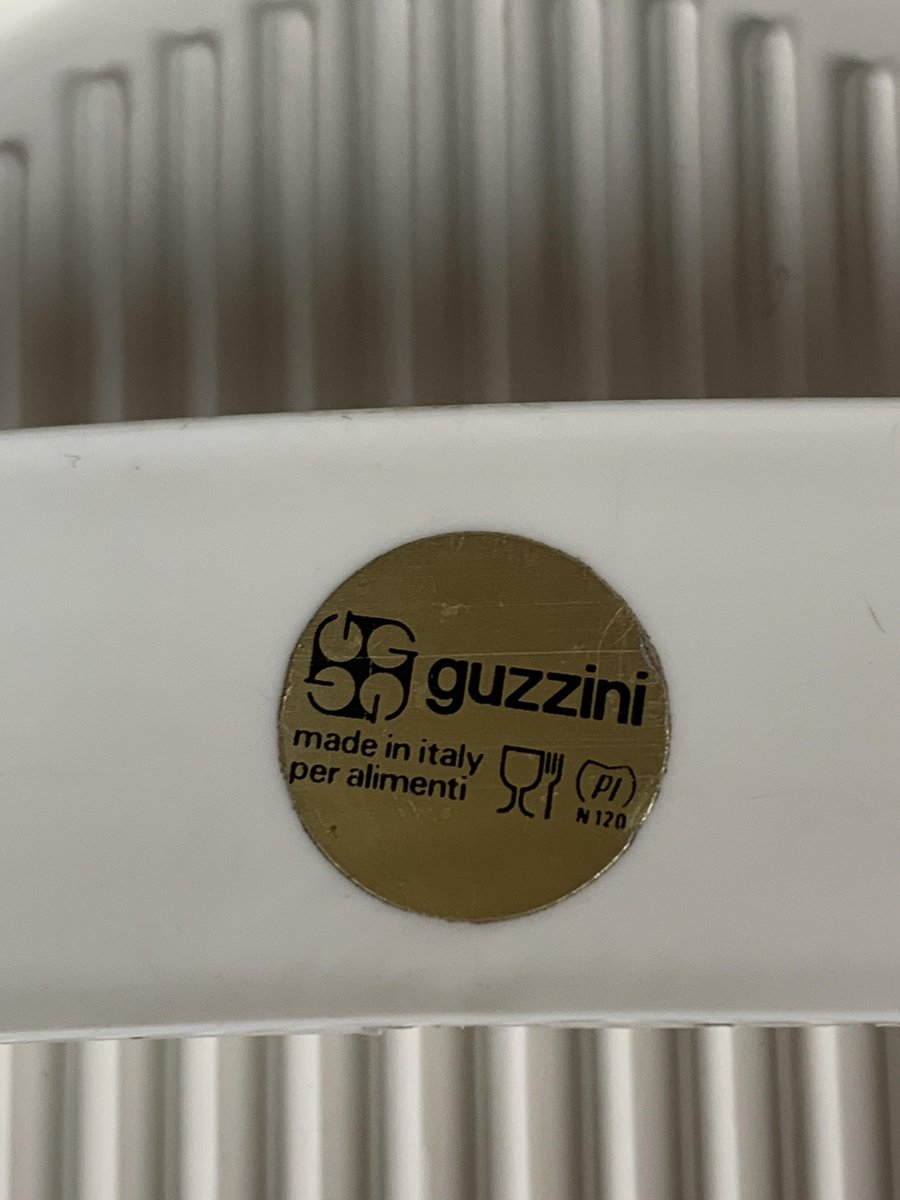 guzzini
made in italy
per alimenti
PI
N 120